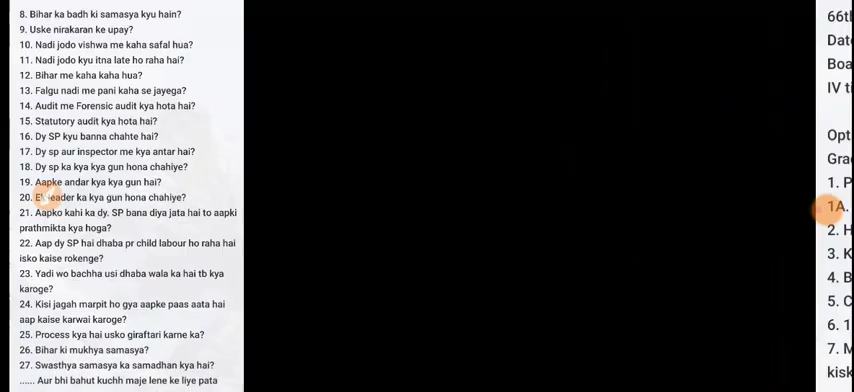 8. Bihar ka badh ki samasya kyu hain?
9. Uske nirakaran ke upay?
10. Nadi jodo vishwa me kaha safal hua?
11. Nadi jodo kyu itna late ho raha hai?
12. Bihar me kaha kaha hua?
13. Falgu nadi me pani kaha se jayega?
14. Audit me Forensic audit kya hota hai?
15. Statutory audit kya hota hai?
16. Dy SP kyu banna chahte hai?
17. Dy sp aur inspector me kya antar hai?
18. Dy sp ka kya kya gun hona chahiye?
19. Aapke andar kya kya gun hai?
20. leader ka kya gun hona chahiye?
21. Aapko kahi ka dy. SP bana diya jata hai to aapki
prathmikta kya hoga?
22. Aap dy SP hai dhaba pr child labour ho raha hai
isko kaise rokenge?
23. Yadi wo bachha usi dhaba wala ka hai tb kya
karoge?
24. Kisi jagah marpit ho gya aapke paas aata hai
aap kaise karwai karoge?
25. Process kya hai usko giraftari karne ka?
26. Bihar ki mukhya samasya?
27. Swasthya samasya ka samadhan kya hai?
...... Aur bhi bahut kuchh maje lene ke liye pata
66t
Dat
Boa
IV ti
Opt
Gra
1. P
1A.
2. H
3. K
4. B
5. C
6. 1
7.
kisk